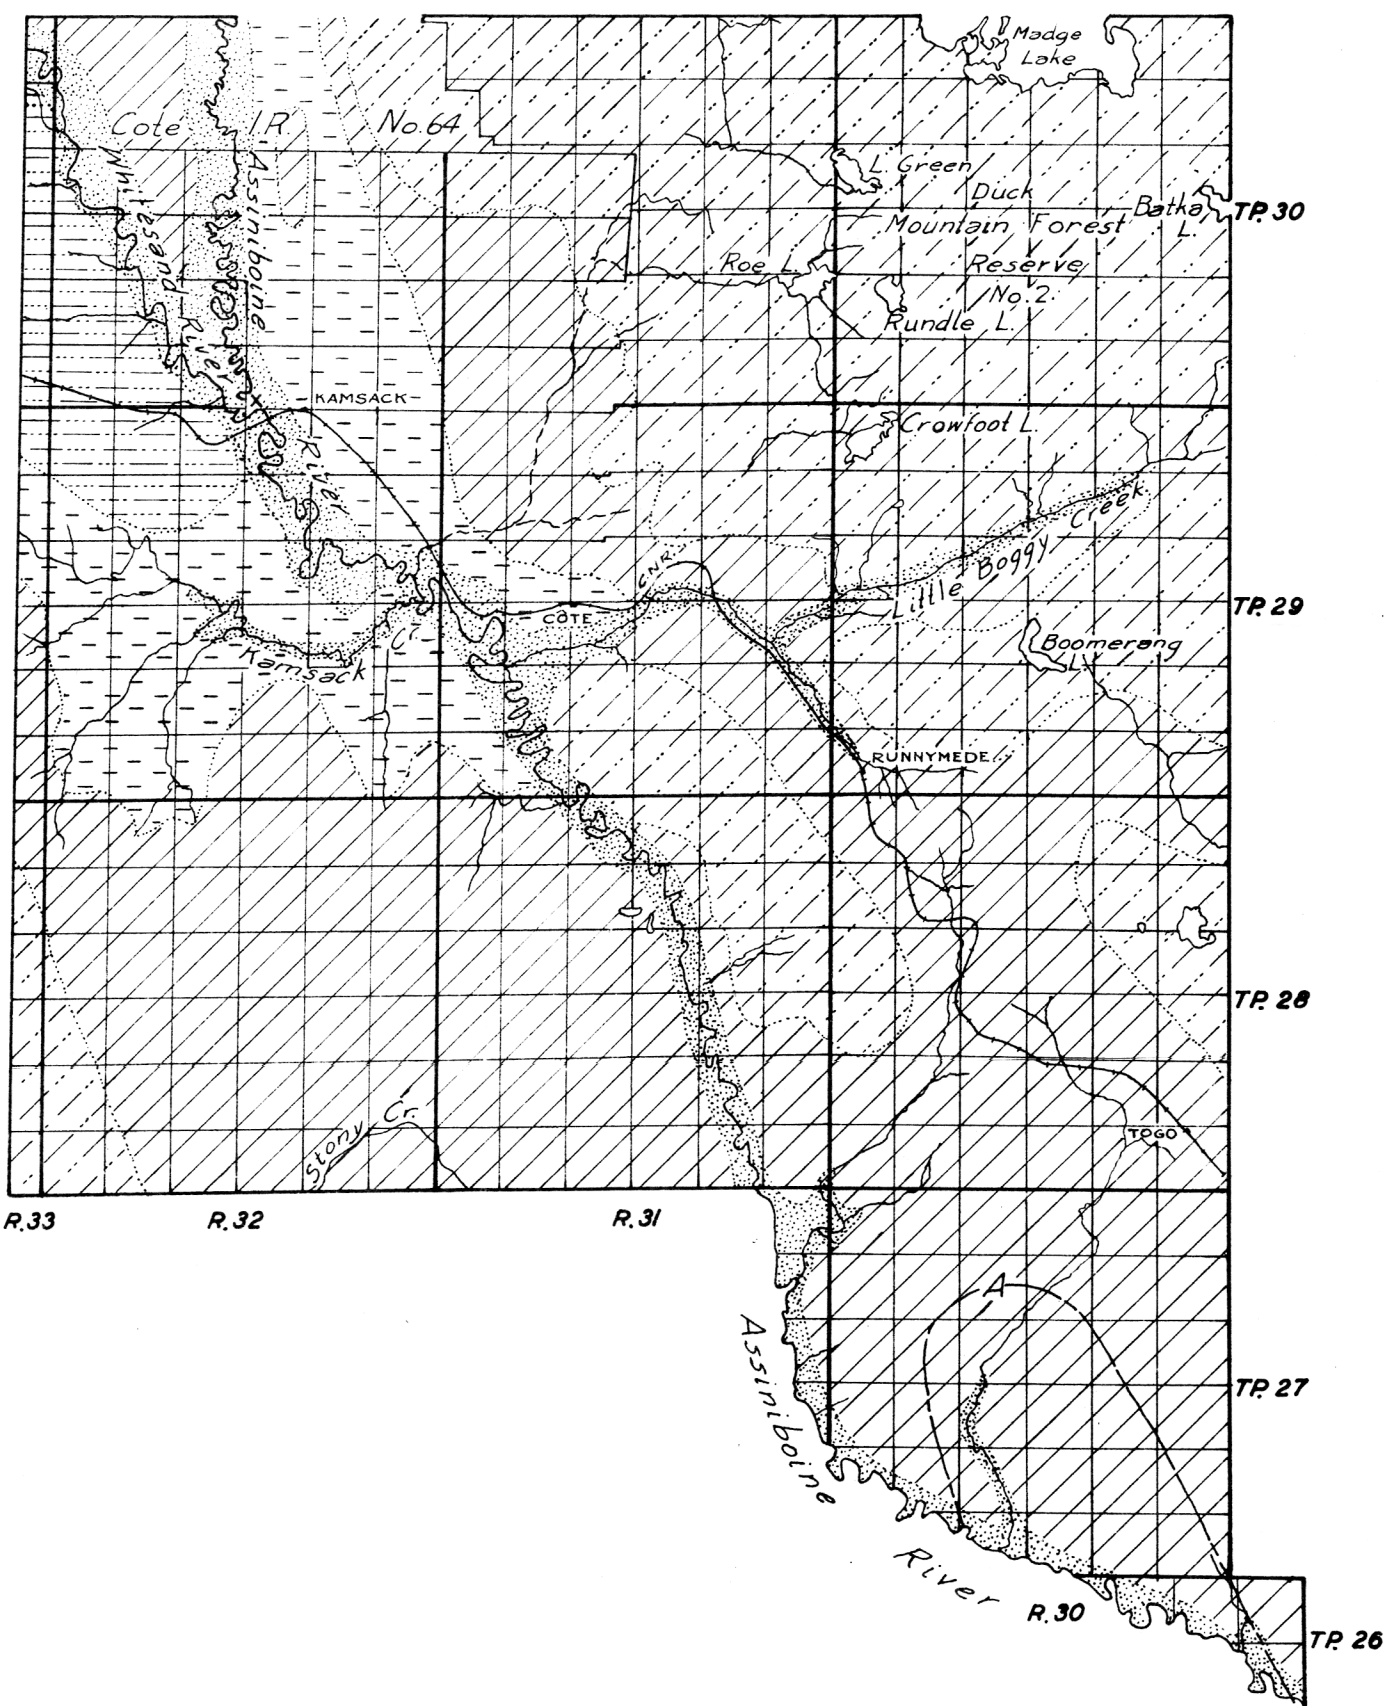 Madge
Lake
Cote I.R. No. 64
Whitesand River
Assiniboine
L. Green
Duck
Mountain Forest
Reserve
No. 2.
Batka
L.
TP. 30
Roe L.
Rundle L.
KAMSACK
River
Crowfoot L.
Little Boggy Creek
C.N.R.
COTE
TP. 29
Kamsack Cr.
Boomerang
L.
RUNNYMEDE
TP. 28
Stony Cr.
TOGO
R. 33
R. 32
R. 31
A
Assiniboine
River
TP. 27
R. 30
TP. 26